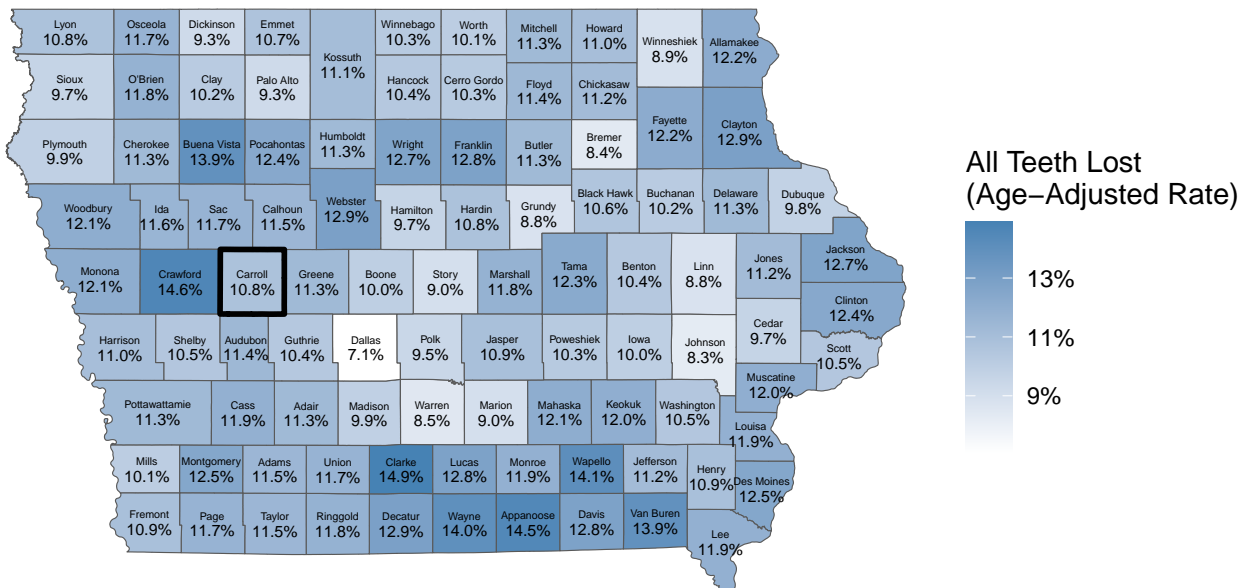 Lyon
10.8%
Osceola
11.7%
Dickinson
9.3%
Emmet
10.7%
Winnebago
10.3%
Worth
10.1%
Mitchell
11.3%
Howard
11.0%
Winneshiek
8.9%
Allamakee
12.2%
Kossuth
11.1%
Sioux
9.7%
O'Brien
11.8%
Clay
10.2%
Palo Alto
9.3%
Hancock
10.4%
Cerro Gordo
10.3%
Floyd
11.4%
Chickasaw
11.2%
Fayette
12.2%
Clayton
12.9%
Plymouth
9.9%
Cherokee
11.3%
Buena Vista
13.9%
Pocahontas
12.4%
Humboldt
11.3%
Wright
12.7%
Franklin
12.8%
Butler
11.3%
Bremer
8.4%
All Teeth Lost
(Age−Adjusted Rate)
13%
11%
9%
Woodbury
12.1%
Ida
11.6%
Sac
11.7%
Calhoun
11.5%
Webster
12.9%
Hamilton
9.7%
Hardin
10.8%
Grundy
8.8%
Black Hawk
10.6%
Buchanan
10.2%
Delaware
11.3%
Dubuque
9.8%
Monona
12.1%
Crawford
14.6%
Carroll
10.8%
Greene
11.3%
Boone
10.0%
Story
9.0%
Marshall
11.8%
Tama
12.3%
Benton
10.4%
Linn
8.8%
Jones
11.2%
Jackson
12.7%
Clinton
12.4%
Harrison
11.0%
Shelby
10.5%
Audubon
11.4%
Guthrie
10.4%
Dallas
7.1%
Polk
9.5%
Jasper
10.9%
Poweshiek
10.3%
Iowa
10.0%
Johnson
8.3%
Cedar
9.7%
Scott
10.5%
Muscatine
12.0%
Pottawattamie
11.3%
Cass
11.9%
Adair
11.3%
Madison
9.9%
Warren
8.5%
Marion
9.0%
Mahaska
12.1%
Keokuk
12.0%
Washington
10.5%
Louisa
11.9%
Mills
10.1%
Montgomery
12.5%
Adams
11.5%
Union
11.7%
Clarke
14.9%
Lucas
12.8%
Monroe
11.9%
Wapello
14.1%
Jefferson
11.2%
Henry
10.9%
Des Moines
12.5%
Fremont
10.9%
Page
11.7%
Taylor
11.5%
Ringgold
11.8%
Decatur
12.9%
Wayne
14.0%
Appanoose
14.5%
Davis
12.8%
Van Buren
13.9%
Lee
11.9%